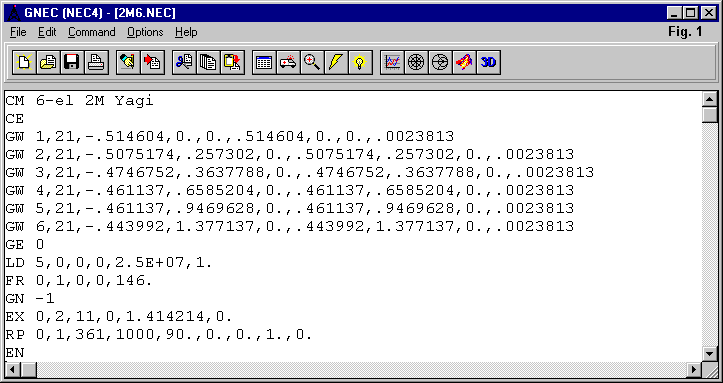 GNEC (NEC4) - [2M6.NEC]
File Edit Command Options Help Fig. 1
3D
CM 6-el 2M Yagi
CE
GW 1,21,-.514604,0.,0.,.514604,0.,0.,.0023813
GW 2,21,-.5075174,.257302,0.,.5075174,.257302,0.,.0023813
GW 3,21,-.4746752,.3637788,0.,.4746752,.3637788,0.,.0023813
GW 4,21,-.461137,.6585204,0.,.461137,.6585204,0.,.0023813
GW 5,21,-.461137,.9469628,0.,.461137,.9469628,0.,.0023813
GW 6,21,-.443992,1.377137,0.,.443992,1.377137,0.,.0023813
GE 0
LD 5,0,0,0,2.5E+07,1.
FR 0,1,0,0,146.
GN -1
EX 0,2,11,0,1.414214,0.
RP 0,1,361,1000,90.,0.,0.,1.,0.
EN